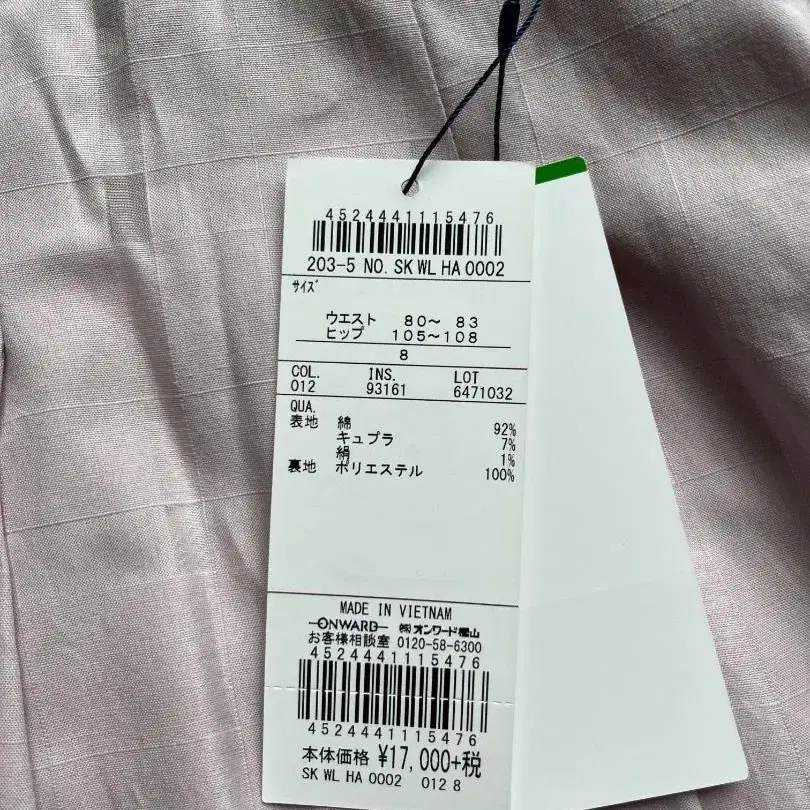 4524441115476
203-5 NO. SK WL HA 0002
サイズ
ウエスト 80～ 83
ヒップ 105～108
8
COL. INS. LOT
012 93161 6471032
QUA.
表地 綿 92%
キュプラ 7%
絹 1%
裏地 ポリエステル 100%
MADE IN VIETNAM
ONWARD ㈱オンワード樫山
お客様相談室 0120-58-6300
4524441115476
4524441115476
本体価格 ¥17,000+税
SK WL HA 0002 012 8